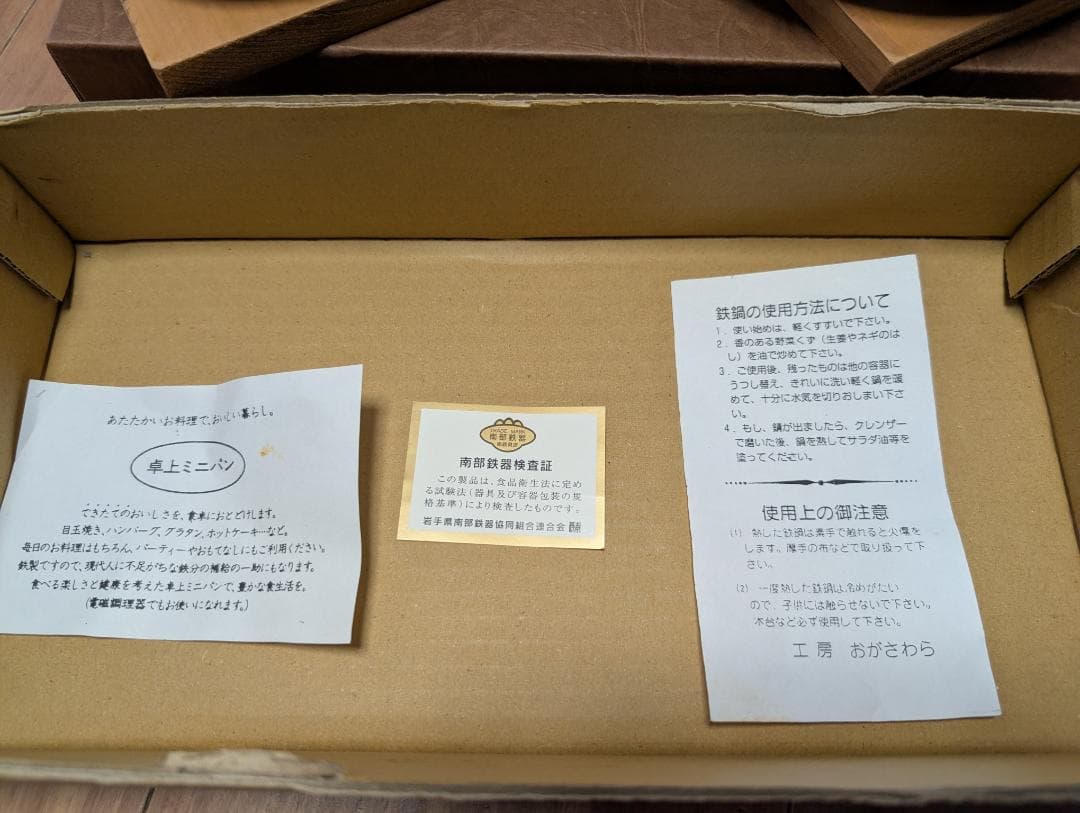 あたたかいお料理で、おいしい暮らし。
卓上ミニパン
できたてのおいしさを、食卓におとどけします。
目玉焼き、ハンバーグ、グラタン、ホットケーキ…など。
毎日のお料理はもちろん、パーティーやおもてなしにもご利用ください。
鉄製ですので、現代人に不足がちな鉄分の補給の一助にもなります。
食べる楽しさと健康を考えた卓上ミニパンで、豊かな食生活を。
(電磁調理器でもお使いになれます。)
TRADE MARK
南部鉄器
南部鉄器検査証
この製品は、食品衛生法に定め
る試験法(器具及び容器包装の規
格基準)により検査したものです。
岩手県南部鉄器協同組合連合会
鉄鍋の使用方法について
1．使い始めは、軽くすすいで下さい。
2．香のある野菜くず（生姜やネギのは
し）を油で炒めて下さい。
3．ご使用後、残ったものは他の容器に
うつし替え、きれいに洗い軽く鍋を暖
めて、十分に水気を切りおしまい下さ
い。
4．もし、錆が出ましたら、クレンザー
で磨いた後、鍋を熱してサラダ油等を
塗ってください。
使用上の御注意
(1) 熱した鉄鍋は素手で触れると火傷を
します。厚手の布などで取り扱って下
さい。
(2) 一度熱した鉄鍋は冷めがたい
ので、子供には触らせないで下さい。
木台など必ず使用して下さい。
工房 おがさわら